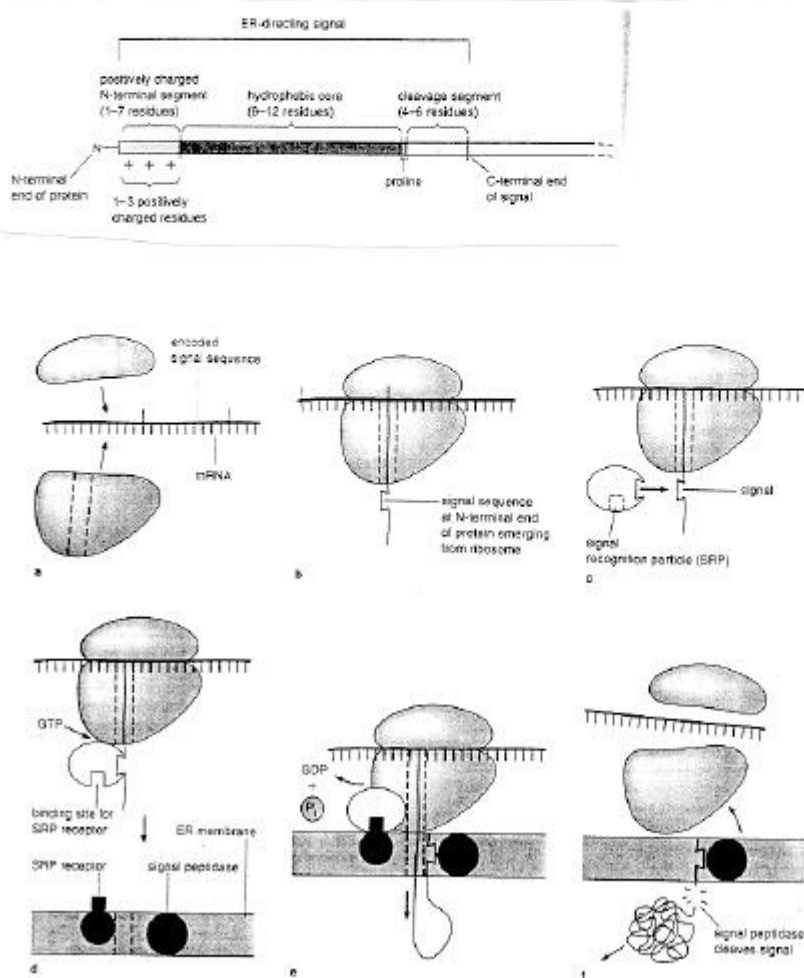 ER-directing signal
positively charged
N-terminal segment
(1–7 residues)
hydrophobic core
(6–12 residues)
cleavage segment
(4–6 residues)
N
+ + +
N-terminal
end of protein
proline
C-terminal end
of signal
1–3 positively
charged residues
encoded
signal sequence
mRNA
a
signal sequence
at N-terminal end
of protein emerging
from ribosome
b
signal
signal
recognition particle (SRP)
c
GTP
binding site for
SRP receptor
ER membrane
SRP receptor
signal peptidase
d
GDP
+
Pi
e
signal peptidase
cleaves signal
f